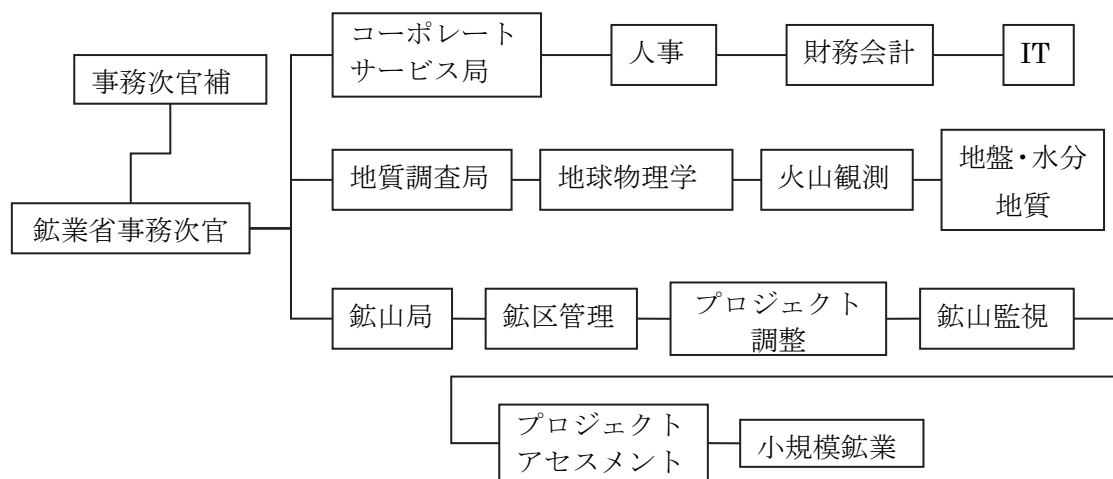 コーポレート
サービス局
人事
財務会計
IT
事務次官補
地質調査局
地球物理学
火山観測
地盤・水分
地質
鉱業省事務次官
鉱山局
鉱区管理
プロジェクト
調整
鉱山監視
プロジェクト
アセスメント
小規模鉱業